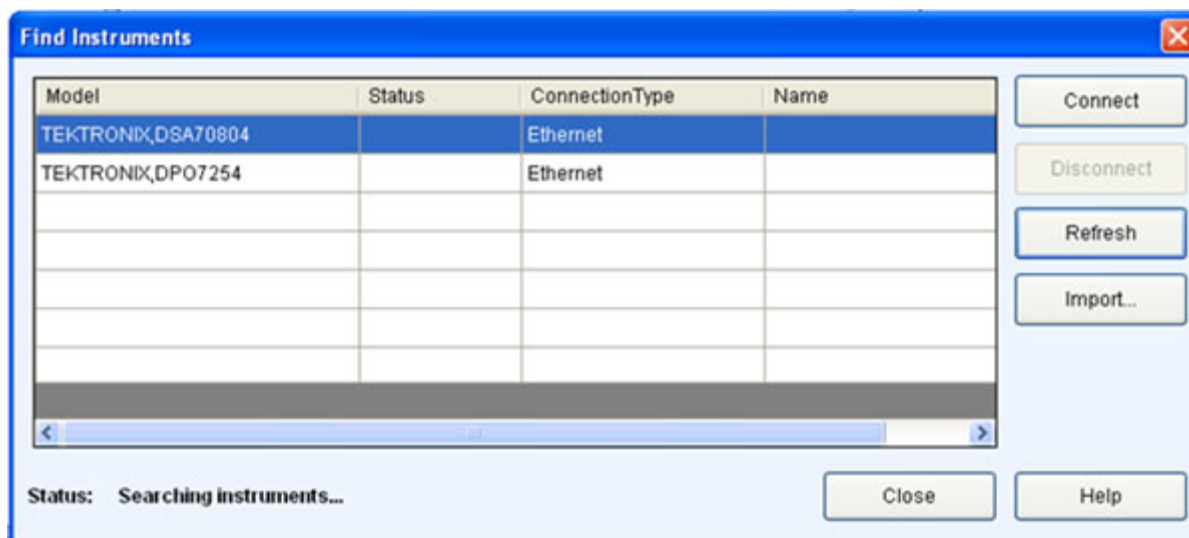 Find Instruments
Model Status ConnectionType Name Connect
TEKTRONIX,DSA70804 Ethernet
TEKTRONIX,DPO7254 Ethernet Disconnect
Refresh
Import...
Status: Searching instruments... Close Help